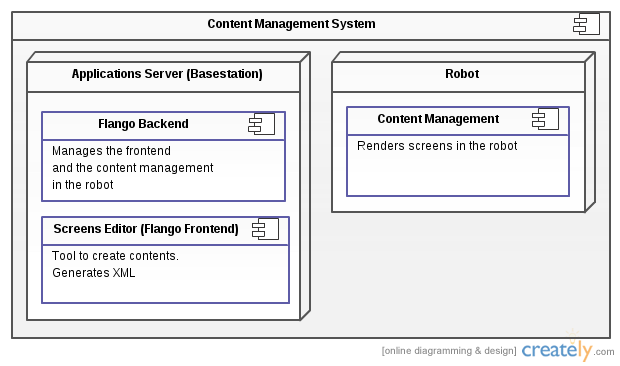 Content Management System
Applications Server (Basestation)
Flango Backend
Manages the frontend
and the content management
in the robot
Screens Editor (Flango Frontend)
Tool to create contents.
Generates XML
Robot
Content Management
Renders screens in the robot
[online diagramming & design] creately.com